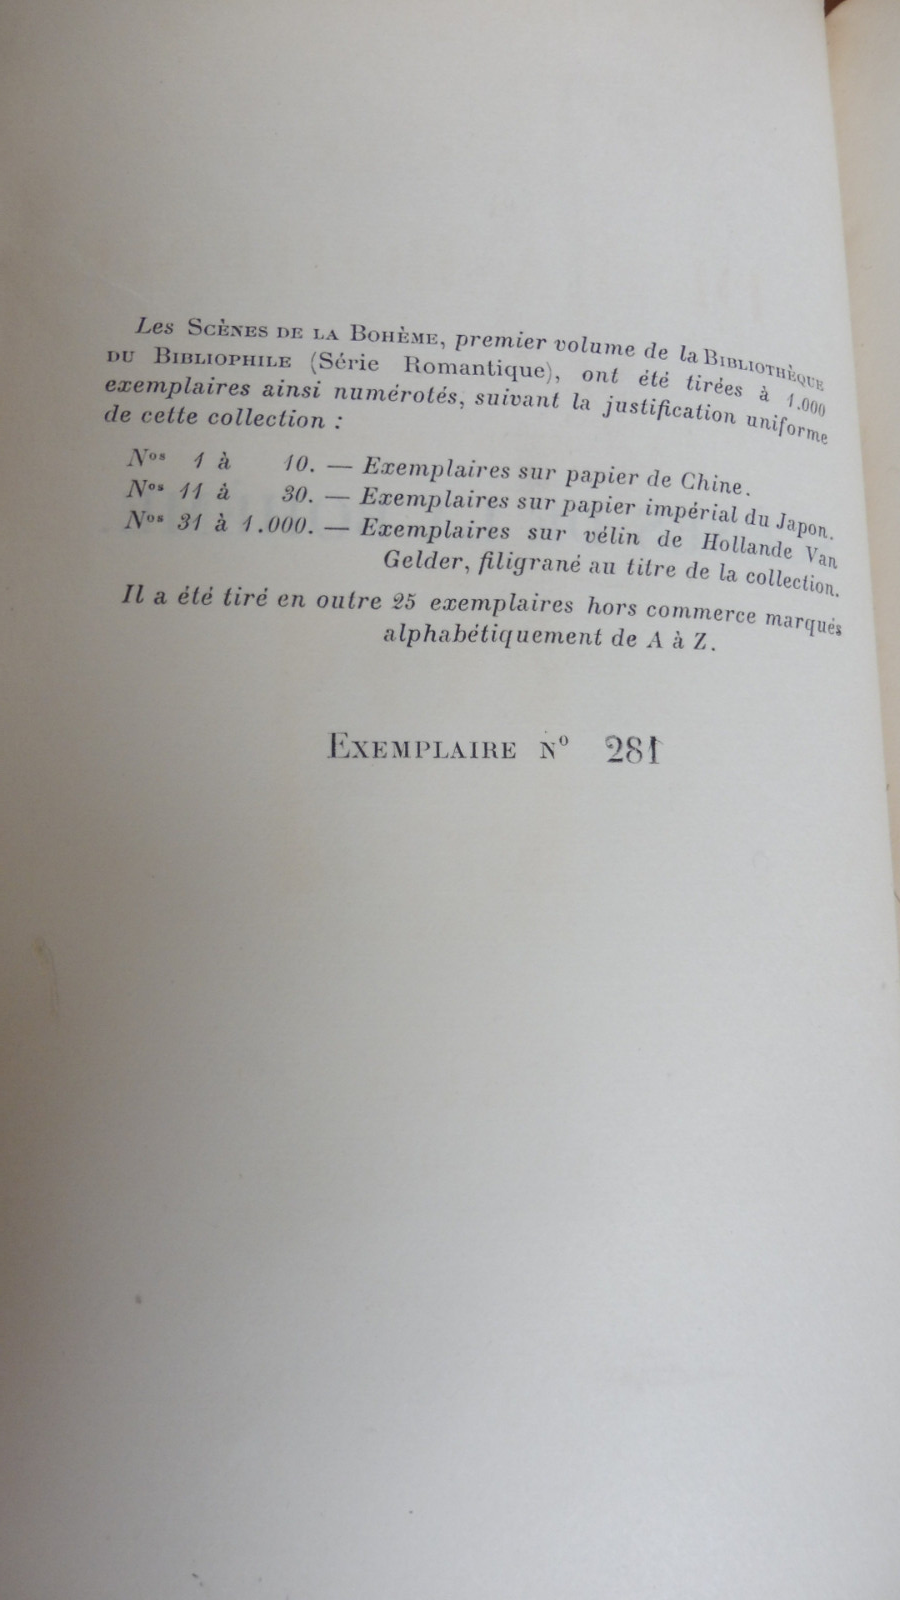 Les Scènes de la Bohème, premier volume de la Bibliothèque
du Bibliophile (Série Romantique), ont été tirées à 1.000
exemplaires ainsi numérotés, suivant la justification uniforme
de cette collection :
Nos 1 à 10. — Exemplaires sur papier de Chine.
Nos 11 à 30. — Exemplaires sur papier impérial du Japon.
Nos 31 à 1.000. — Exemplaires sur vélin de Hollande Van
Gelder, filigrané au titre de la collection.
Il a été tiré en outre 25 exemplaires hors commerce marqués
alphabétiquement de A à Z.
Exemplaire No 281